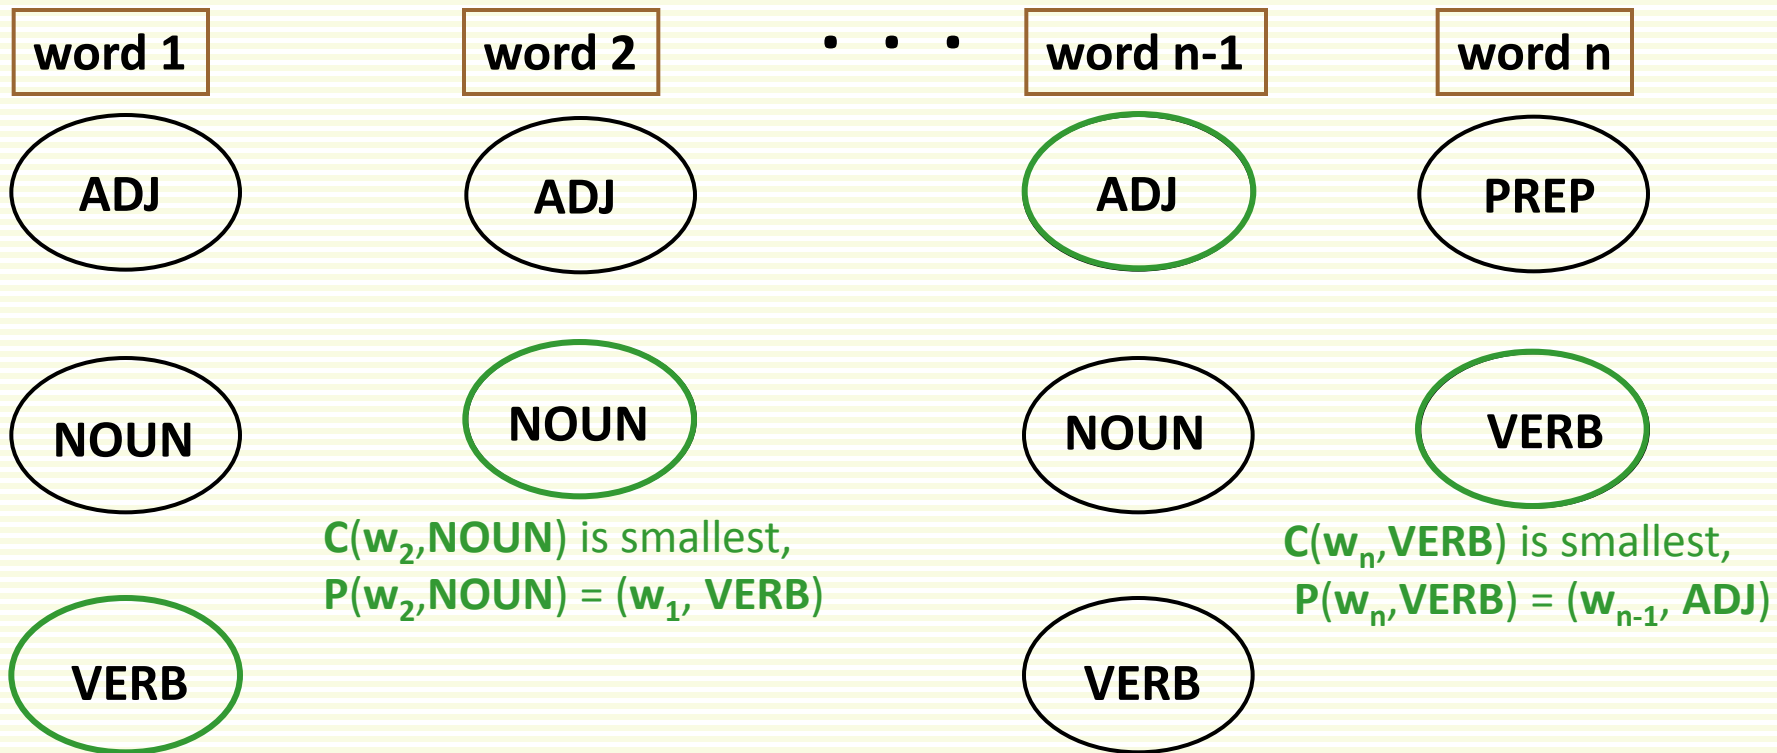 word 1 word 2 . . . word n-1 word n
ADJ ADJ ADJ PREP
NOUN NOUN NOUN VERB
C(w₂,NOUN) is smallest,
P(w₂,NOUN) = (w₁, VERB)
C(wₙ,VERB) is smallest,
P(wₙ,VERB) = (wₙ₋₁, ADJ)
VERB VERB